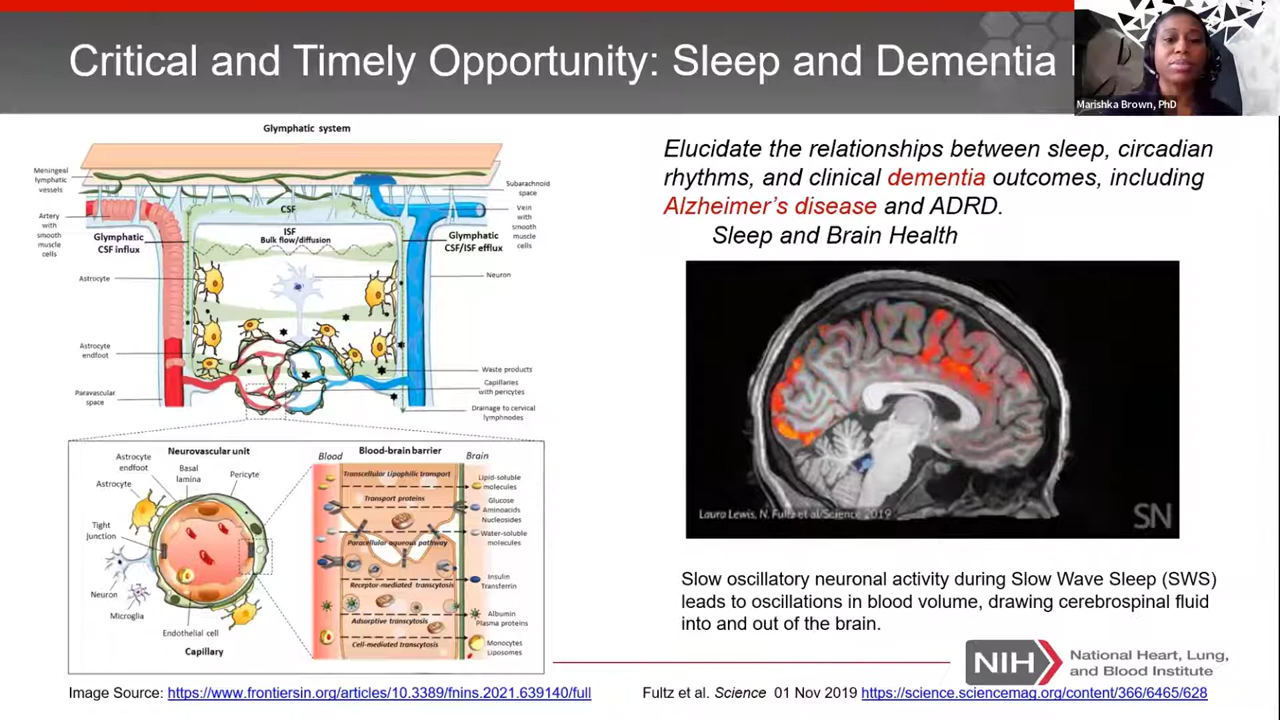 Critical and Timely Opportunity: Sleep and Dementia
Marishka Brown, PhD
Glymphatic system
Meningeal
lymphatic
vessels
Artery
with
smooth
muscle
cells
Glymphatic
CSF influx
Astrocyte
Astrocyte
endfoot
Paravascular
space
CSF
ISF
Bulk flow/diffusion
Subarachnoid
space
Vein
with
smooth
muscle
cells
Glymphatic
CSF/ISF efflux
Neuron
Waste products
Capillaries
with pericytes
Drainage to cervical
lymphnodes
Neurovascular unit
Astrocyte
endfoot
Basal
lamina
Pericyte
Astrocyte
Tight
junction
Neuron
Microglia
Endothelial cell
Capillary
Blood-brain barrier
Blood
Brain
Transcellular Lipophilic transport
Lipid-soluble
molecules
Transport proteins
Glucose
Aminoacids
Nucleosides
Paracellular aqueous pathway
Water-soluble
molecules
Receptor-mediated transcytosis
Insulin
Transferrin
Adsorptive transcytosis
Albumin
Plasma proteins
Cell-mediated transcytosis
Monocytes
Liposomes
Image Source: https://www.frontiersin.org/articles/10.3389/fnins.2021.639140/full
Elucidate the relationships between sleep, circadian
rhythms, and clinical dementia outcomes, including
Alzheimer's disease and ADRD.
Sleep and Brain Health
Laura Lewis, N. Fultz et al/Science 2019
SN
Slow oscillatory neuronal activity during Slow Wave Sleep (SWS)
leads to oscillations in blood volume, drawing cerebrospinal fluid
into and out of the brain.
NIH
National Heart, Lung,
and Blood Institute
Fultz et al. Science 01 Nov 2019 https://science.sciencemag.org/content/366/6465/628